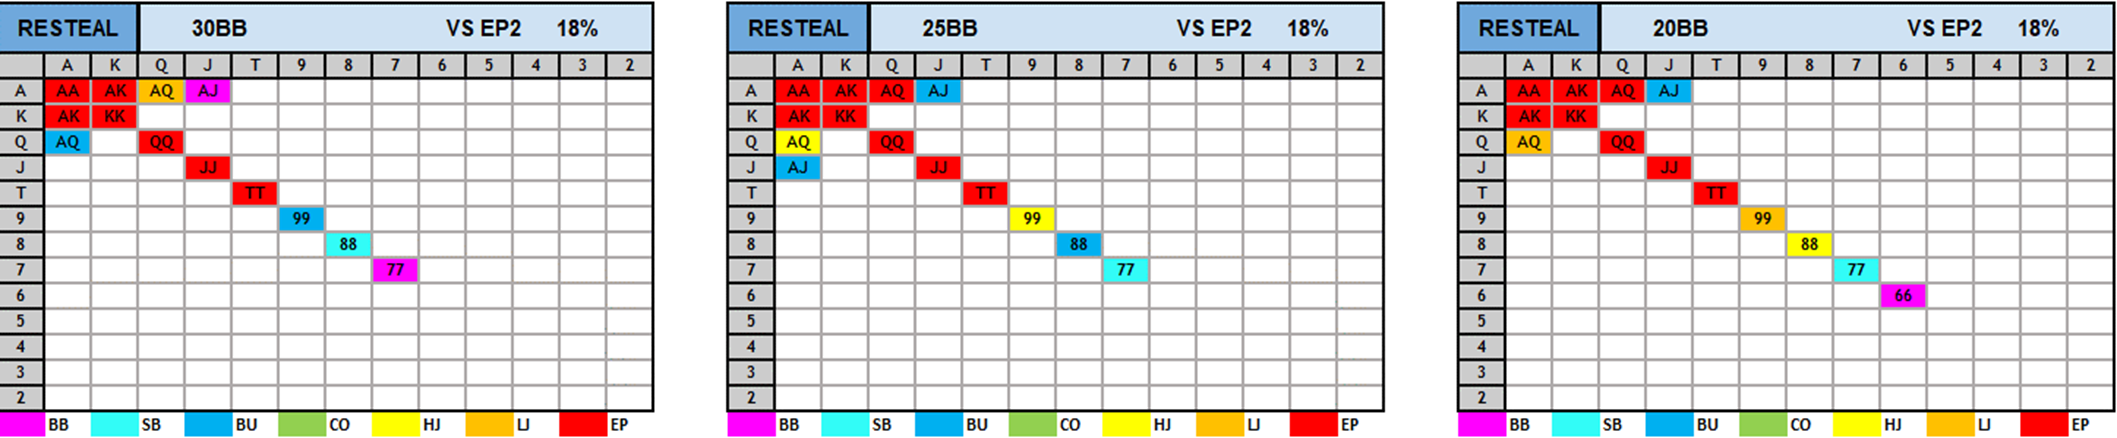 RESTEAL 30BB VS EP2 18%
A K Q J T 9 8 7 6 5 4 3 2
A AA AK AQ AJ
K AK KK
Q AQ QQ
J JJ
T TT
9 99
8 88
7 77
6
5
4
3
2
BB SB BU CO HJ LJ EP
RESTEAL 25BB VS EP2 18%
A K Q J T 9 8 7 6 5 4 3 2
A AA AK AQ AJ
K AK KK
Q AQ QQ
J AJ JJ
T TT
9 99
8 88
7 77
6
5
4
3
2
BB SB BU CO HJ LJ EP
RESTEAL 20BB VS EP2 18%
A K Q J T 9 8 7 6 5 4 3 2
A AA AK AQ AJ
K AK KK
Q AQ QQ
J JJ
T TT
9 99
8 88
7 77
6 66
5
4
3
2
BB SB BU CO HJ LJ EP